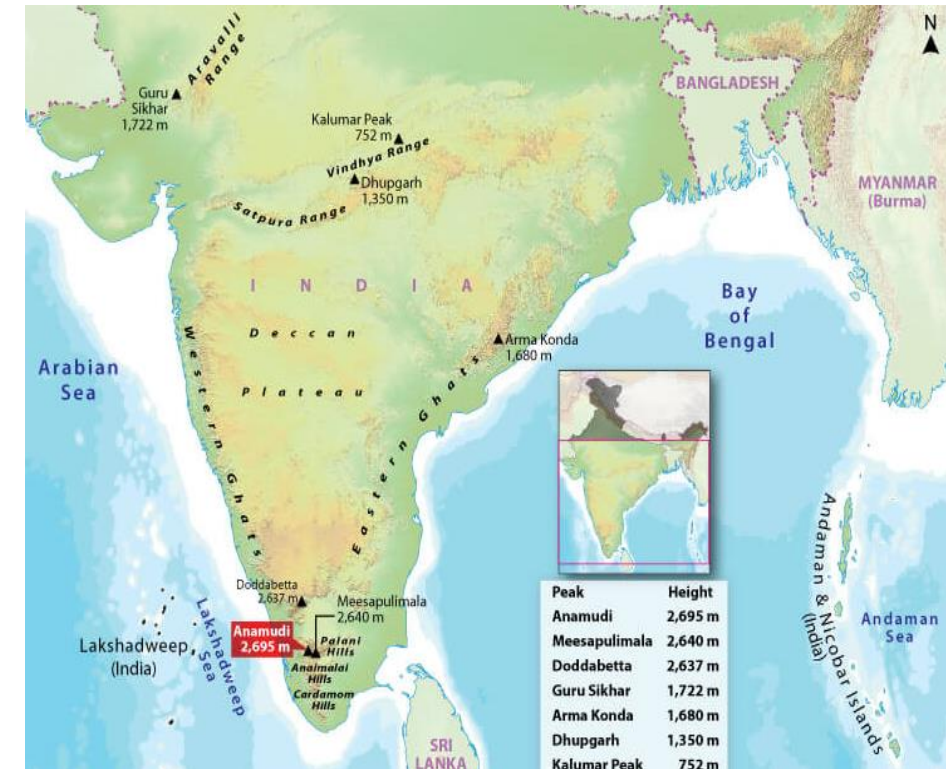 N
Aravalli
Range
Guru
Sikhar
1,722 m
BANGLADESH
Kalumar Peak
752 m
Vindhya Range
Dhupgarh
1,350 m
Satpura Range
MYANMAR
(Burma)
INDIA
Bay
of
Bengal
Deccan
Plateau
Arma Konda
1,680 m
Arabian
Sea
Western Ghats
Eastern Ghats
Doddabetta
2,637 m
Meesapulimala
2,640 m
Anamudi
2,695 m
Palani
Hills
Anaimalai
Hills
Cardamom
Hills
Lakshadweep
(India)
Lakshadweep
Sea
SRI
LANKA
Andaman & Nicobar Islands
(India)
Andaman
Sea
Peak Height
Anamudi 2,695 m
Meesapulimala 2,640 m
Doddabetta 2,637 m
Guru Sikhar 1,722 m
Arma Konda 1,680 m
Dhupgarh 1,350 m
Kalumar Peak 752 m